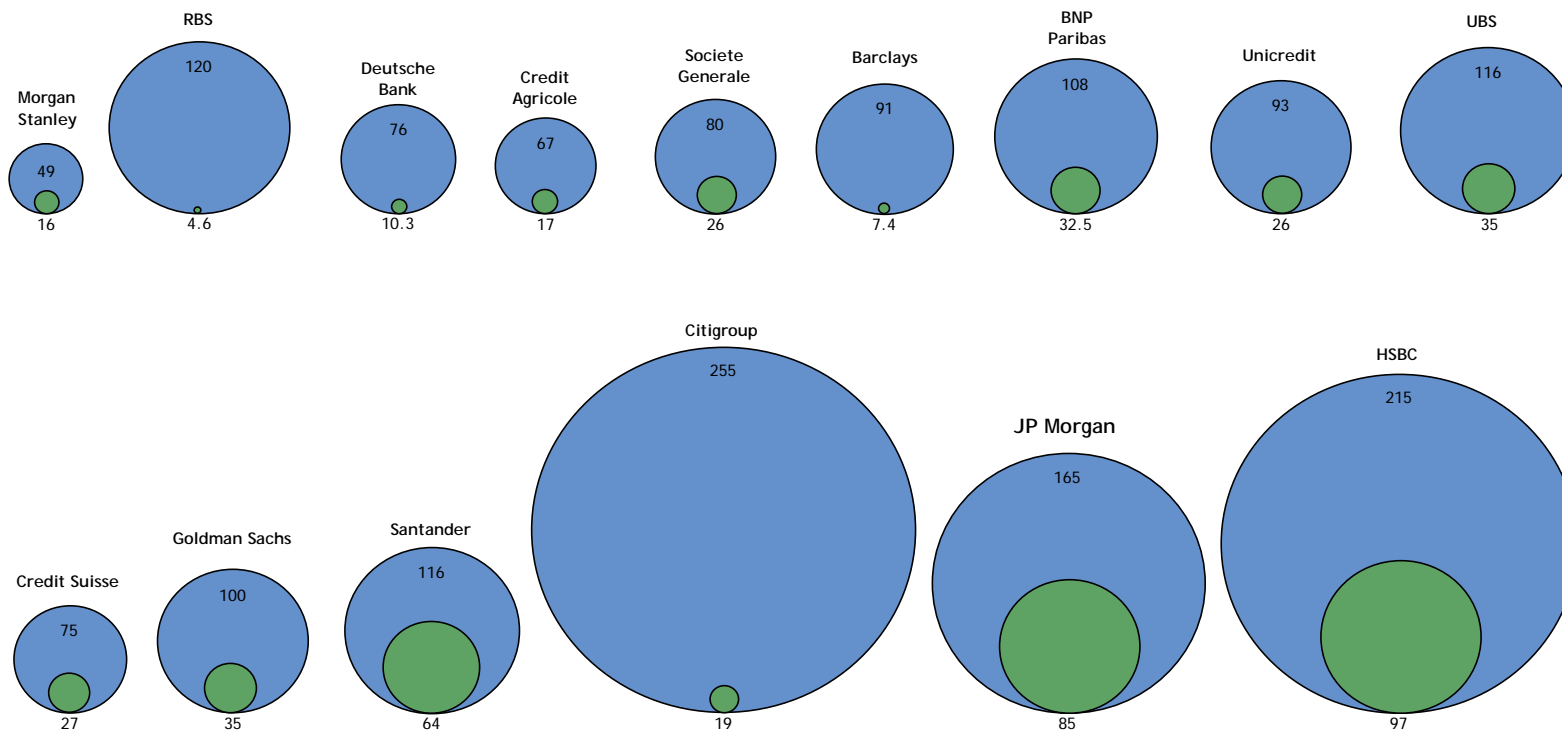 Morgan
Stanley
49
16
RBS
120
4.6
Deutsche
Bank
76
10.3
Credit
Agricole
67
17
Societe
Generale
80
26
Barclays
91
7.4
BNP
Paribas
108
32.5
Unicredit
93
26
UBS
116
35
Credit Suisse
75
27
Goldman Sachs
100
35
Santander
116
64
Citigroup
255
19
JP Morgan
165
85
HSBC
215
97